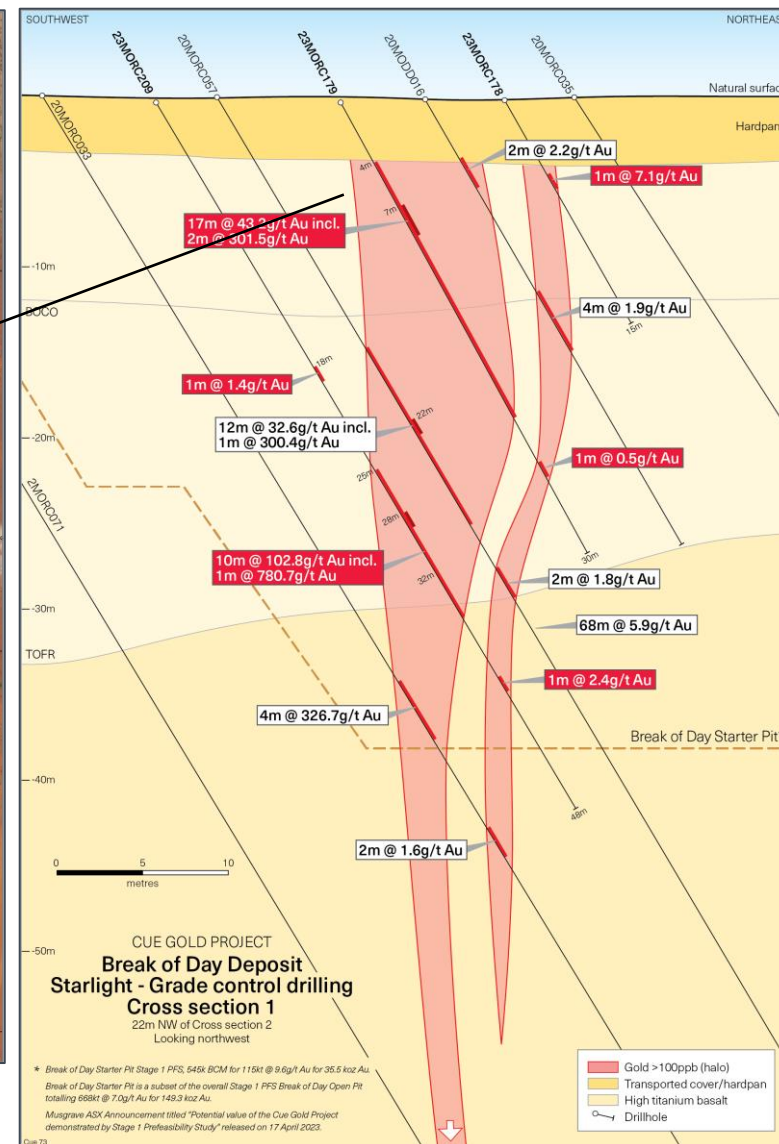 SOUTHWEST
NORTHEAS
20MORC033
23MORC209
20MORC057
23MORC179
20MODD016
23MORC178
20MORC035
Natural surfac
Hardpan
2m @ 2.2g/t Au
4m
1m @ 7.1g/t Au
7m
17m @ 43.3g/t Au incl.
2m @ 301.5g/t Au
-10m
BOCO
4m @ 1.9g/t Au
15m
18m
1m @ 1.4g/t Au
22m
12m @ 32.6g/t Au incl.
1m @ 300.4g/t Au
-20m
1m @ 0.5g/t Au
25m
2MORC071
28m
30m
10m @ 102.8g/t Au incl.
1m @ 780.7g/t Au
32m
2m @ 1.8g/t Au
-30m
68m @ 5.9g/t Au
TOFR
1m @ 2.4g/t Au
4m @ 326.7g/t Au
Break of Day Starter Pit*
-40m
48m
2m @ 1.6g/t Au
0 5 10
metres
CUE GOLD PROJECT
Break of Day Deposit
Starlight - Grade control drilling
Cross section 1
22m NW of Cross section 2
Looking northwest
-50m
* Break of Day Starter Pit Stage 1 PFS, 545k BCM for 115kt @ 9.6g/t Au for 35.5 koz Au.
Break of Day Starter Pit is a subset of the overall Stage 1 PFS Break of Day Open Pit
totalling 668kt @ 7.0g/t Au for 149.3 koz Au.
Musgrave ASX Announcement titled "Potential value of the Cue Gold Project
demonstrated by Stage 1 Prefeasibility Study" released on 17 April 2023.
Gold >100ppb (halo)
Transported cover/hardpan
High titanium basalt
Drillhole
Cue 73